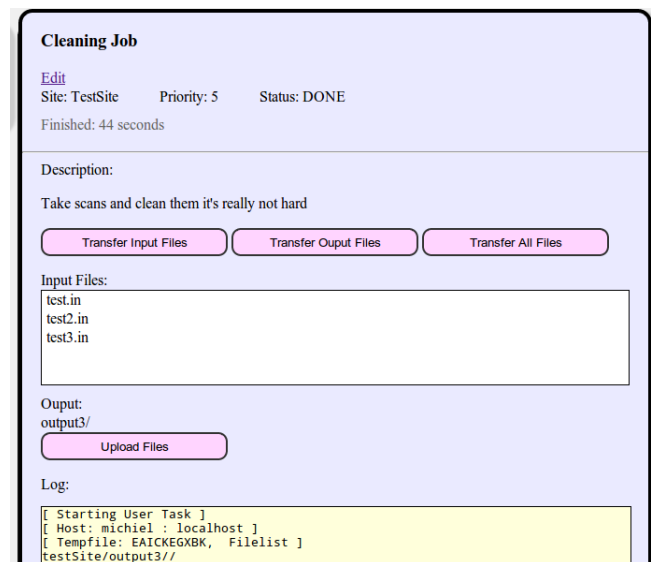 Cleaning Job
Edit
Site: TestSite Priority: 5 Status: DONE
Finished: 44 seconds
Description:
Take scans and clean them it's really not hard
Transfer Input Files Transfer Ouput Files Transfer All Files
Input Files:
test.in
test2.in
test3.in
Ouput:
output3/
Upload Files
Log:
[ Starting User Task ]
[ Host: michiel : localhost ]
[ Tempfile: EAICKEGXBK, Filelist ]
testSite/output3//